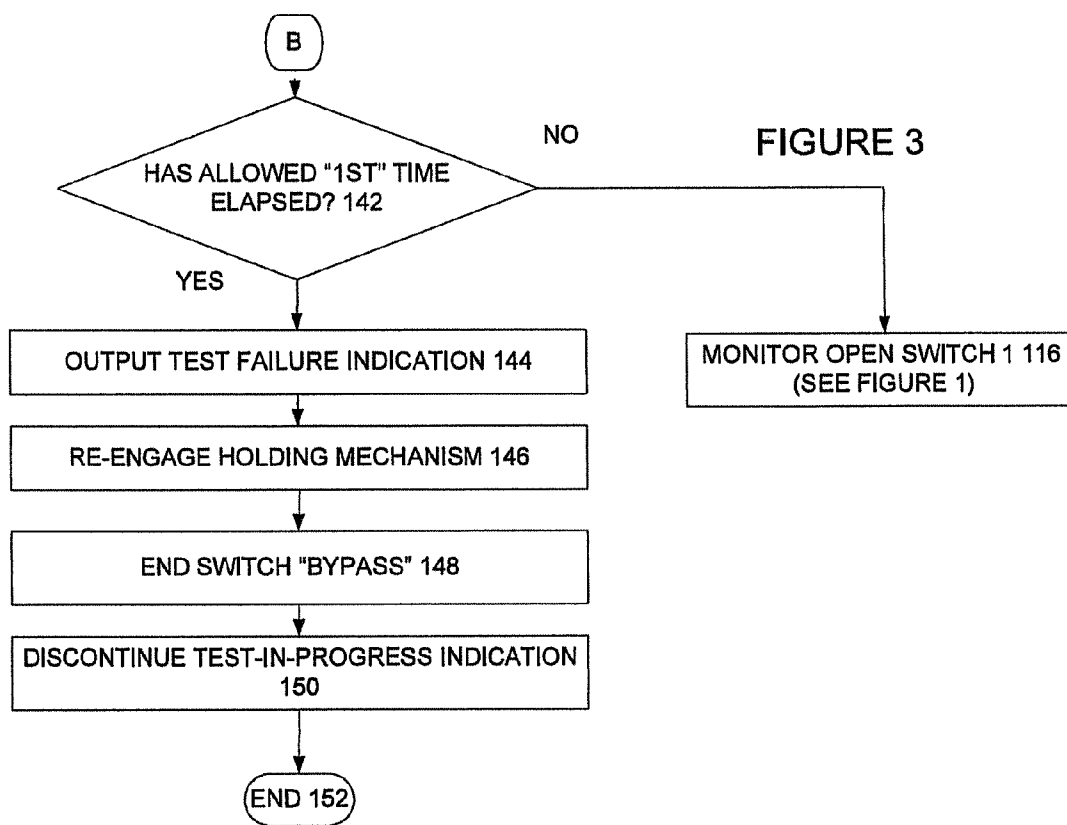 B
NO
FIGURE 3
HAS ALLOWED “1ST” TIME
ELAPSED? 142
YES
OUTPUT TEST FAILURE INDICATION 144
MONITOR OPEN SWITCH 1 116
(SEE FIGURE 1)
RE-ENGAGE HOLDING MECHANISM 146
END SWITCH “BYPASS” 148
DISCONTINUE TEST-IN-PROGRESS INDICATION
150
END 152